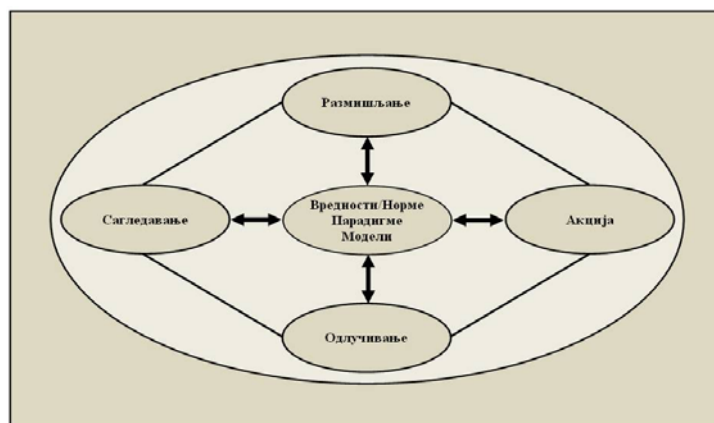 Размишљање
Сагледавање
Вредности/Норме
Парадигме
Модели
Акција
Одлучивање